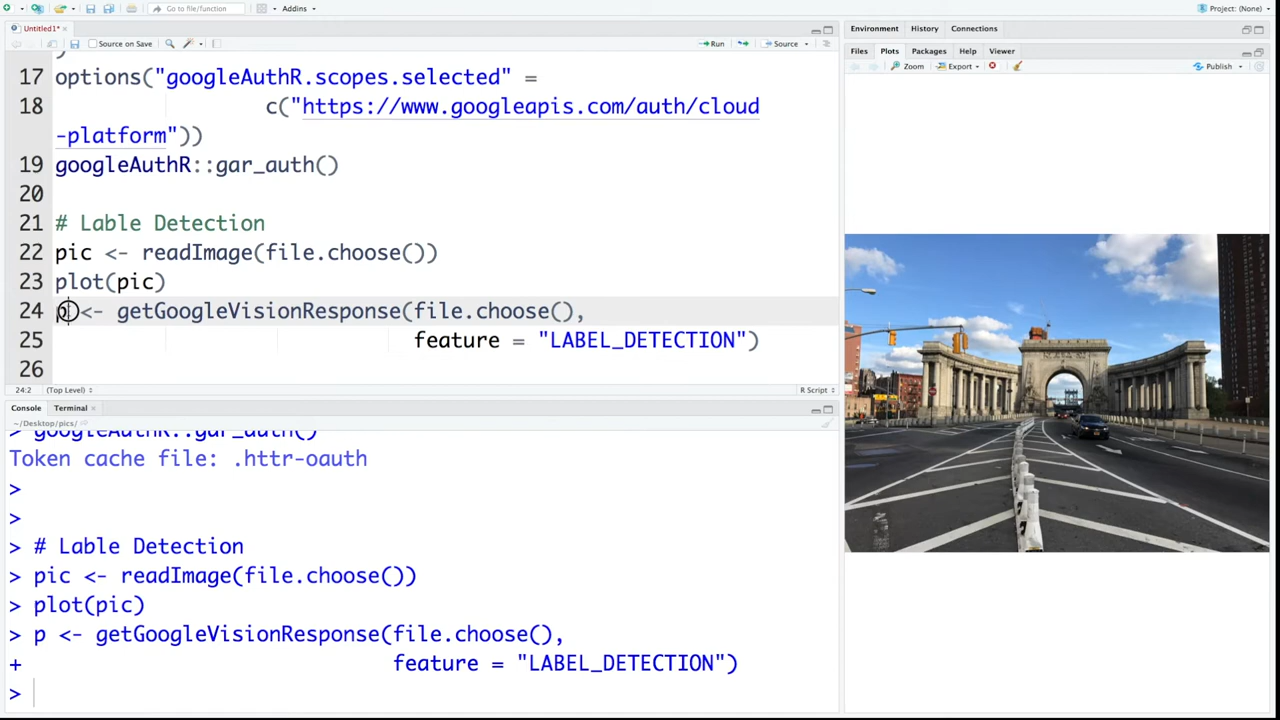 Go to file/function
Addins
Project: (None)
Untitled1*
Source on Save
Run
Source
17 options("googleAuthR.scopes.selected" =
18 c("https://www.googleapis.com/auth/cloud
-platform"))
19 googleAuthR::gar_auth()
20
21 # Lable Detection
22 pic <- readImage(file.choose())
23 plot(pic)
24 p <- getGoogleVisionResponse(file.choose(),
25 feature = "LABEL_DETECTION")
26
24:2 (Top Level) R Script
Console Terminal
~/Desktop/pics/
> googleAuthR::gar_auth()
Token cache file: .httr-oauth
>
>
> # Lable Detection
> pic <- readImage(file.choose())
> plot(pic)
> p <- getGoogleVisionResponse(file.choose(),
+ feature = "LABEL_DETECTION")
>
Environment History Connections
Files Plots Packages Help Viewer
Zoom Export Publish